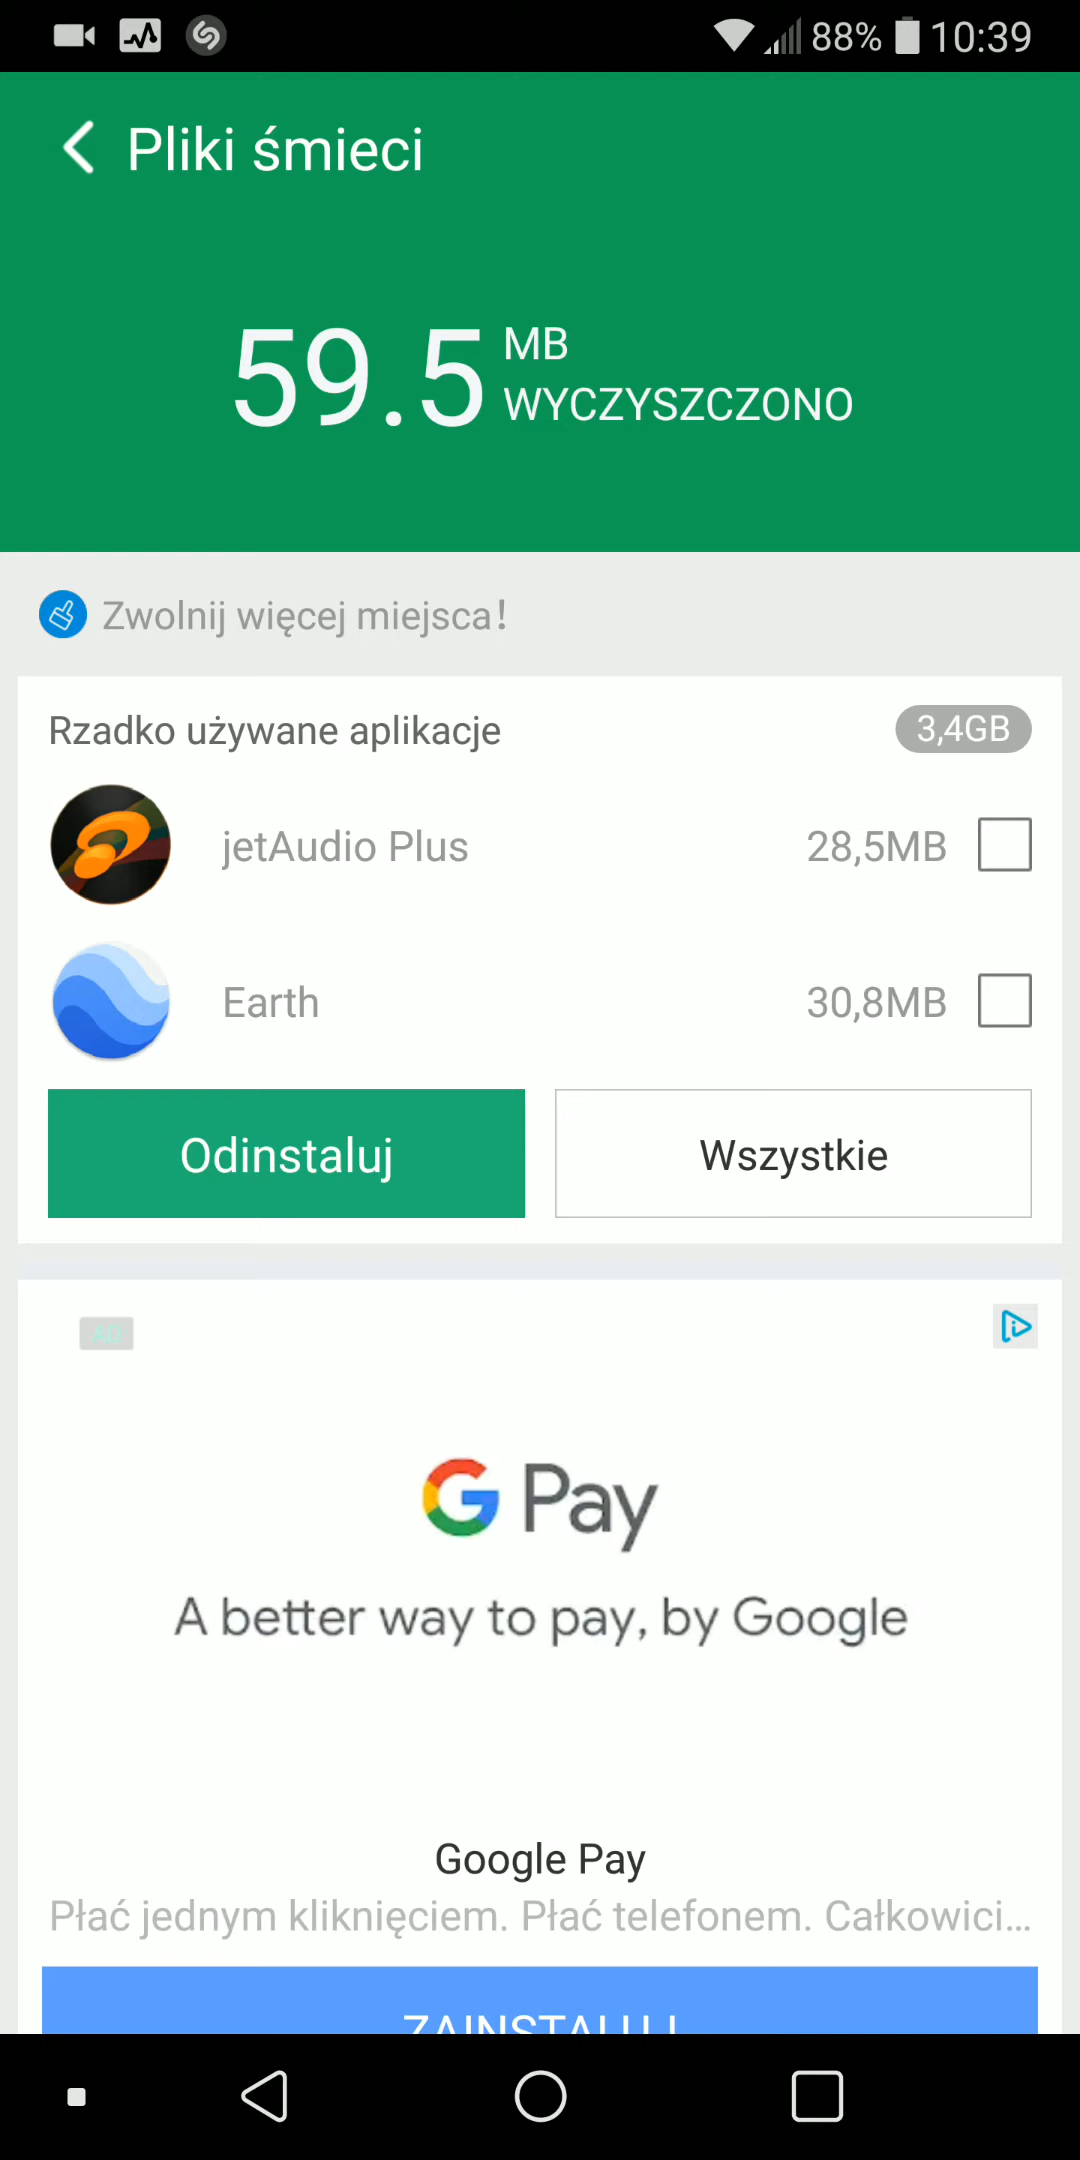 88% 10:39
Pliki śmieci
59.5 MB
WYCZYSZCZONO
Zwolnij więcej miejsca!
Rzadko używane aplikacje 3,4GB
jetAudio Plus 28,5MB
Earth 30,8MB
Odinstaluj Wszystkie
AD
G Pay
A better way to pay, by Google
Google Pay
Płać jednym kliknięciem. Płać telefonem. Całkowici...
ZAINSTALUJ